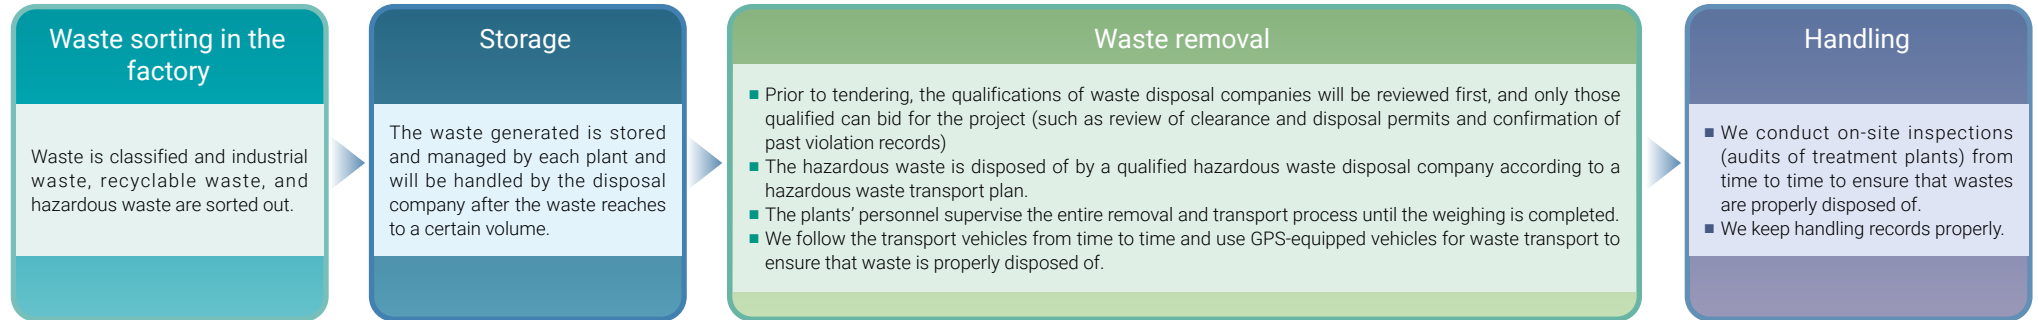 Waste sorting in the
factory
Waste is classified and industrial
waste, recyclable waste, and
hazardous waste are sorted out.
Storage
The waste generated is stored
and managed by each plant and
will be handled by the disposal
company after the waste reaches
to a certain volume.
Waste removal
■ Prior to tendering, the qualifications of waste disposal companies will be reviewed first, and only those
qualified can bid for the project (such as review of clearance and disposal permits and confirmation of
past violation records)
■ The hazardous waste is disposed of by a qualified hazardous waste disposal company according to a
hazardous waste transport plan.
■ The plants' personnel supervise the entire removal and transport process until the weighing is completed.
■ We follow the transport vehicles from time to time and use GPS-equipped vehicles for waste transport to
ensure that waste is properly disposed of.
Handling
■ We conduct on-site inspections
(audits of treatment plants) from
time to time to ensure that wastes
are properly disposed of.
■ We keep handling records properly.